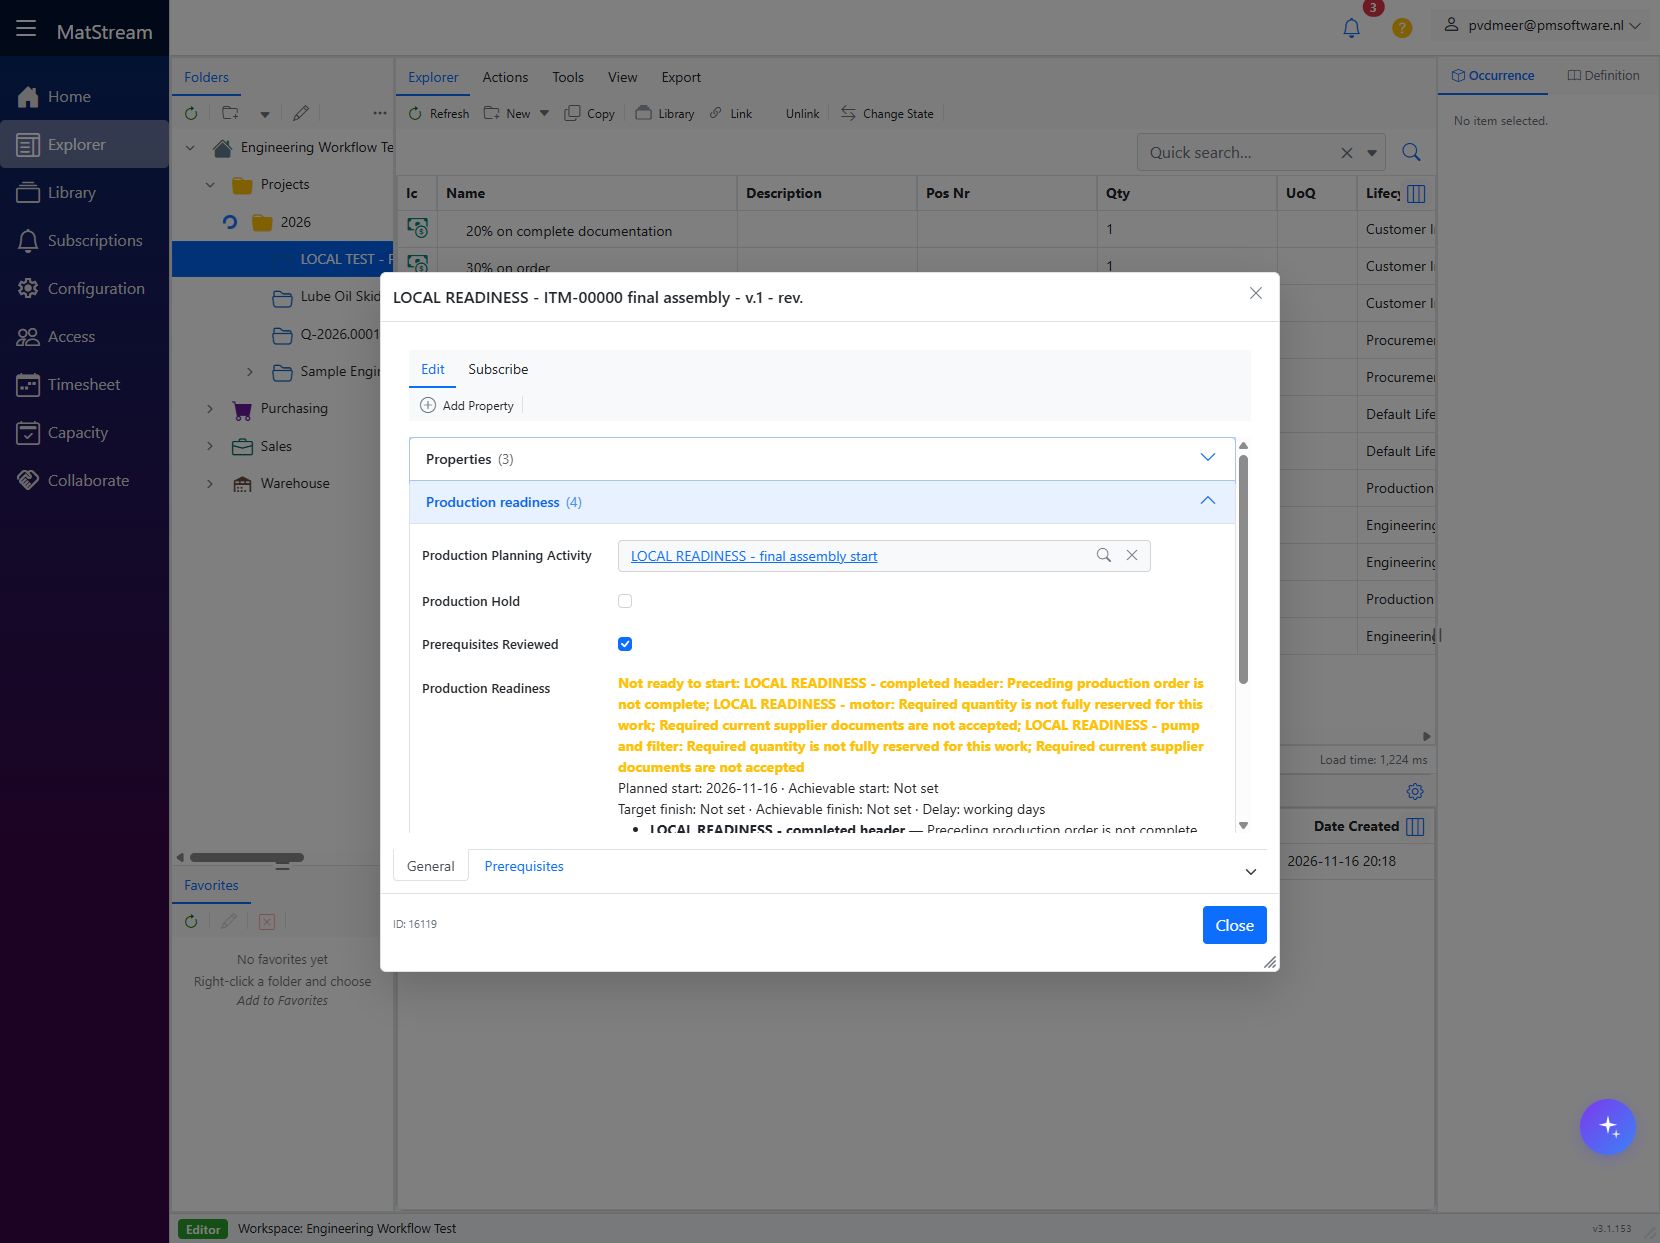 MatStream
3
?
pvdmeer@pmsoftware.nl
Home
Explorer
Library
Subscriptions
Configuration
Access
Timesheet
Capacity
Collaborate
Folders
Engineering Workflow Te
Projects
2026
LOCAL TEST - F
Lube Oil Skid
Q-2026.0001
Sample Engin
Purchasing
Sales
Warehouse
Favorites
No favorites yet
Right-click a folder and choose
Add to Favorites
Explorer Actions Tools View Export
Refresh New Copy Library Link Unlink Change State
Quick search...
Ic Name Description Pos Nr Qty UoQ Lifecy
20% on complete documentation 1 Customer I
30% on order 1 Customer I
Customer I
Procuremen
Procuremen
Default Life
Default Life
Production
Engineering
Engineering
Production
Engineering
Load time: 1,224 ms
Date Created
2026-11-16 20:18
Occurrence Definition
No item selected.
LOCAL READINESS - ITM-00000 final assembly - v.1 - rev.
Edit Subscribe
Add Property
Properties (3)
Production readiness (4)
Production Planning Activity LOCAL READINESS - final assembly start
Production Hold
Prerequisites Reviewed
Production Readiness
Not ready to start: LOCAL READINESS - completed header: Preceding production order is
not complete; LOCAL READINESS - motor: Required quantity is not fully reserved for this
work; Required current supplier documents are not accepted; LOCAL READINESS - pump
and filter: Required quantity is not fully reserved for this work; Required current supplier
documents are not accepted
Planned start: 2026-11-16 · Achievable start: Not set
Target finish: Not set · Achievable finish: Not set · Delay: working days
• LOCAL READINESS - completed header — Preceding production order is not complete
General Prerequisites
ID: 16119
Close
Editor Workspace: Engineering Workflow Test
v3.1.153